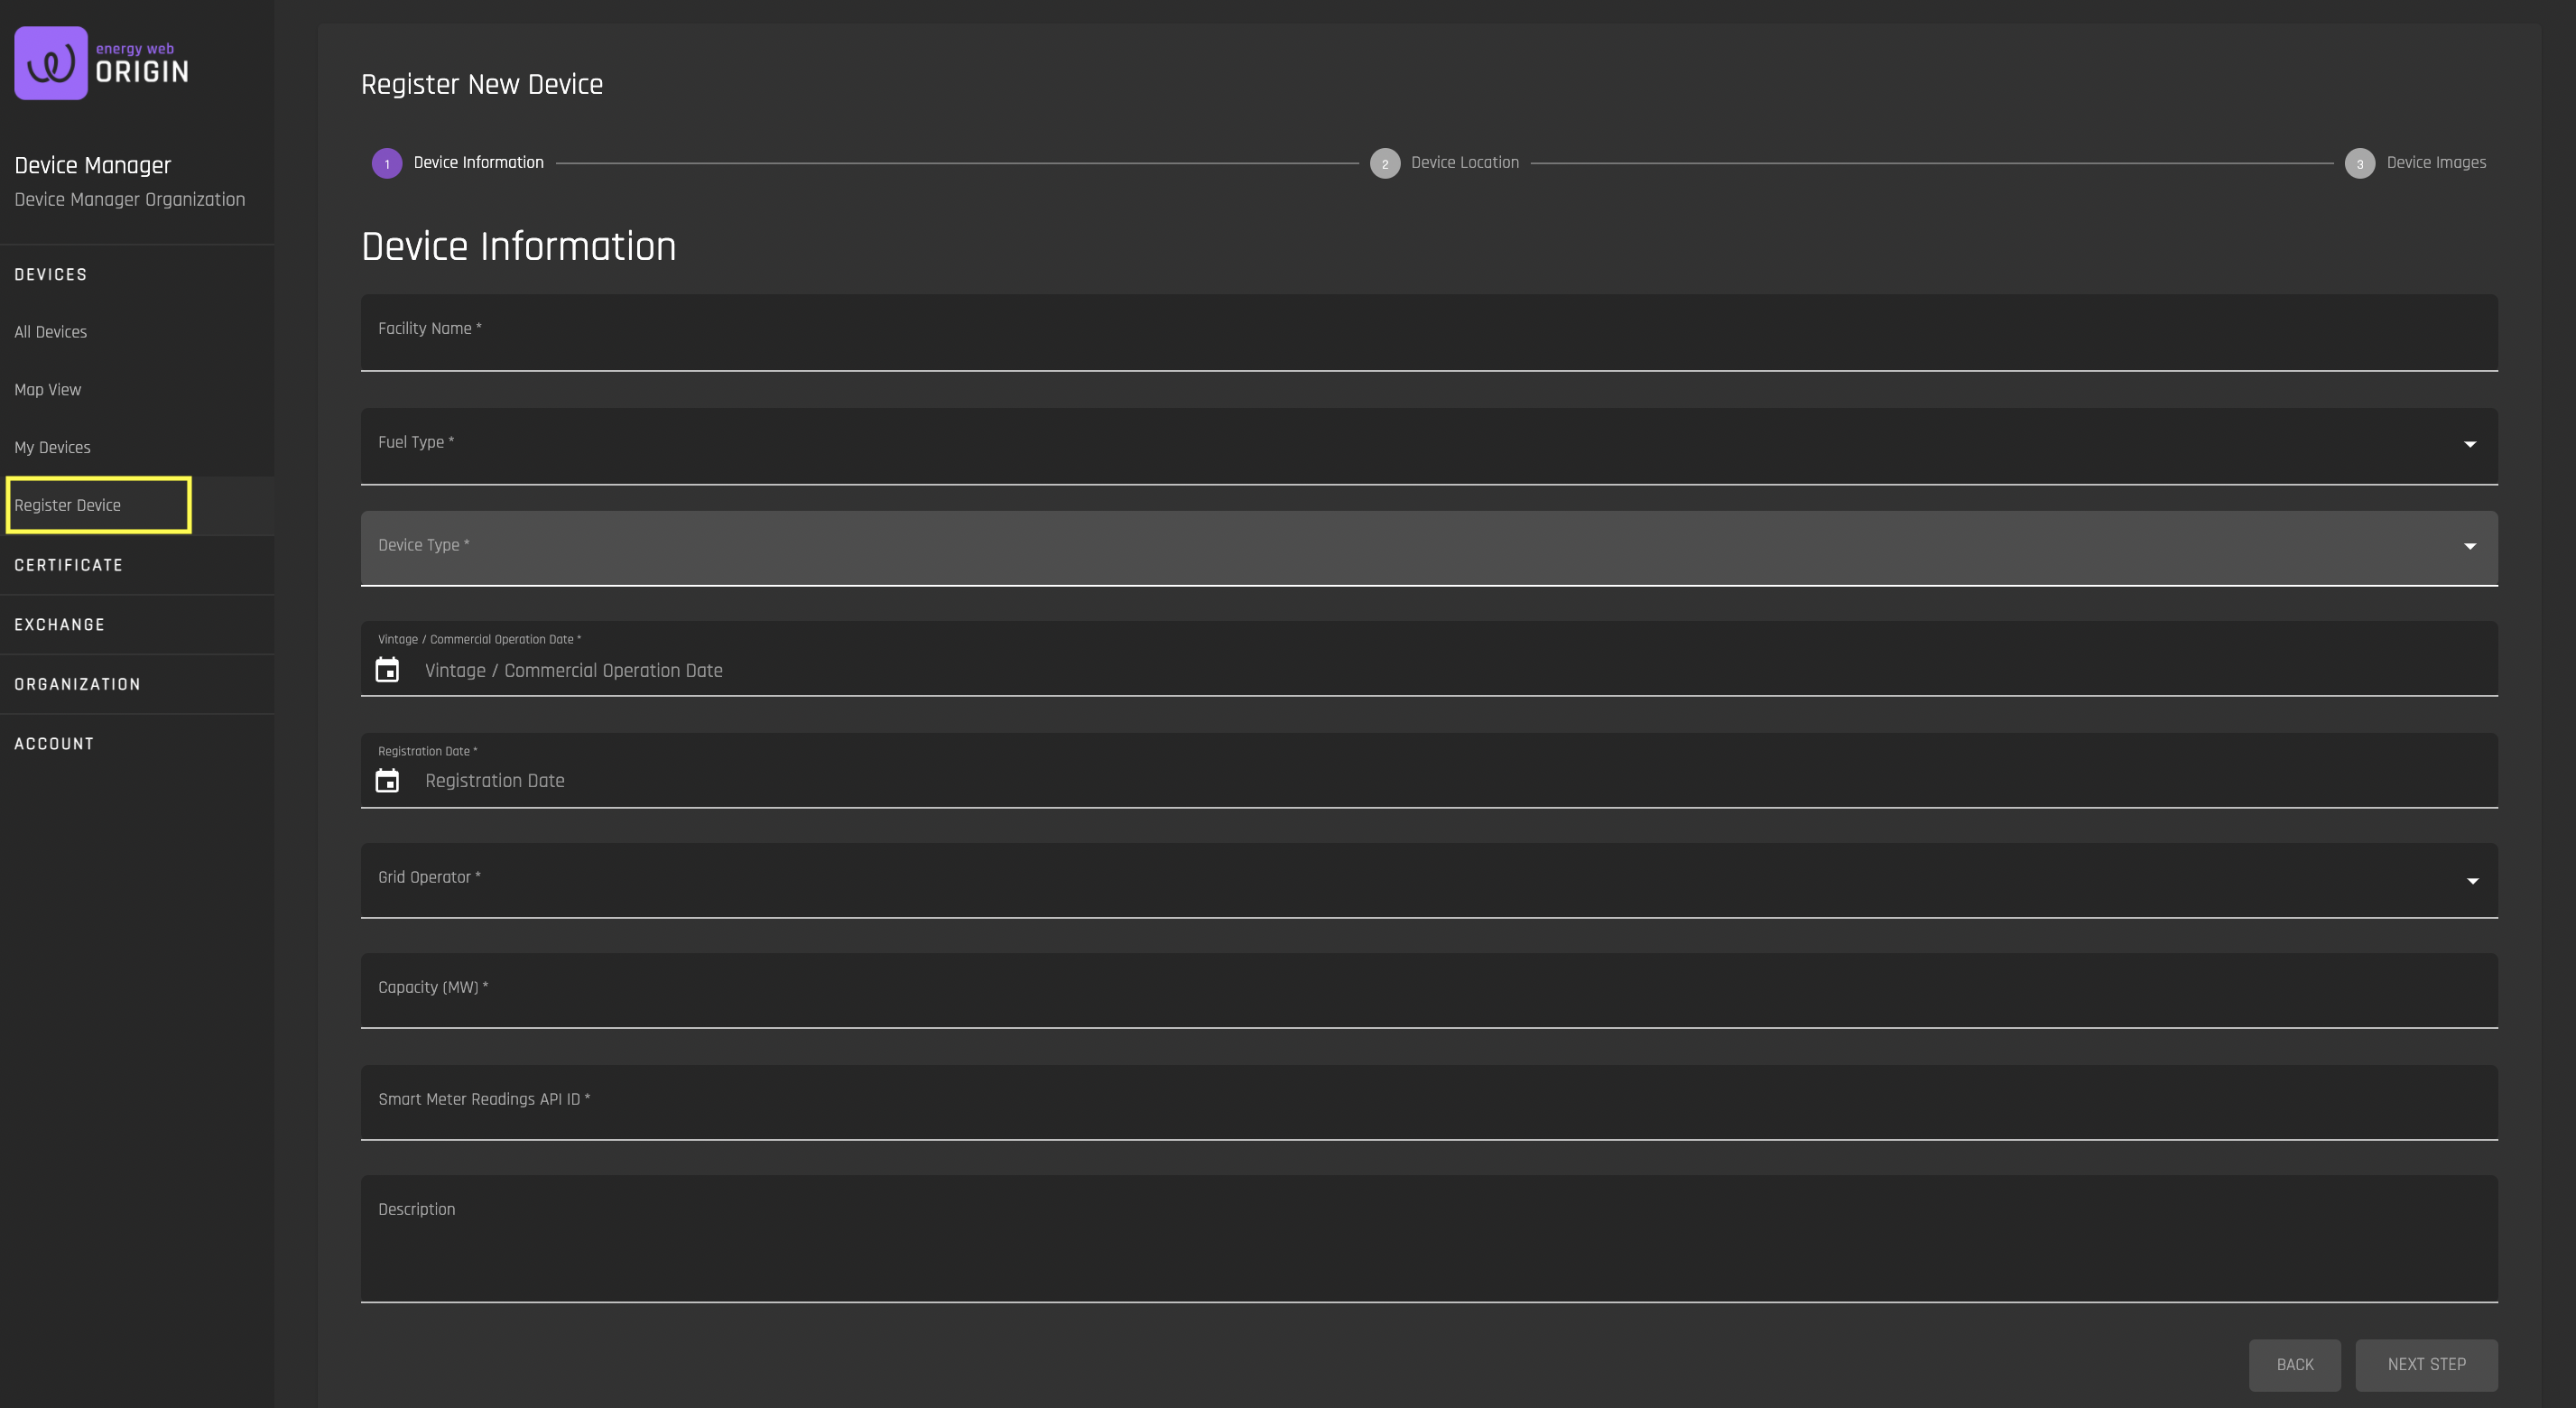 energy web
ORIGIN
Device Manager
Device Manager Organization
DEVICES
All Devices
Map View
My Devices
Register Device
CERTIFICATE
EXCHANGE
ORGANIZATION
ACCOUNT
Register New Device
1 Device Information
2 Device Location
3 Device Images
Device Information
Facility Name *
Fuel Type *
Device Type *
Vintage / Commercial Operation Date *
Vintage / Commercial Operation Date
Registration Date *
Registration Date
Grid Operator *
Capacity (MW) *
Smart Meter Readings API ID *
Description
BACK
NEXT STEP